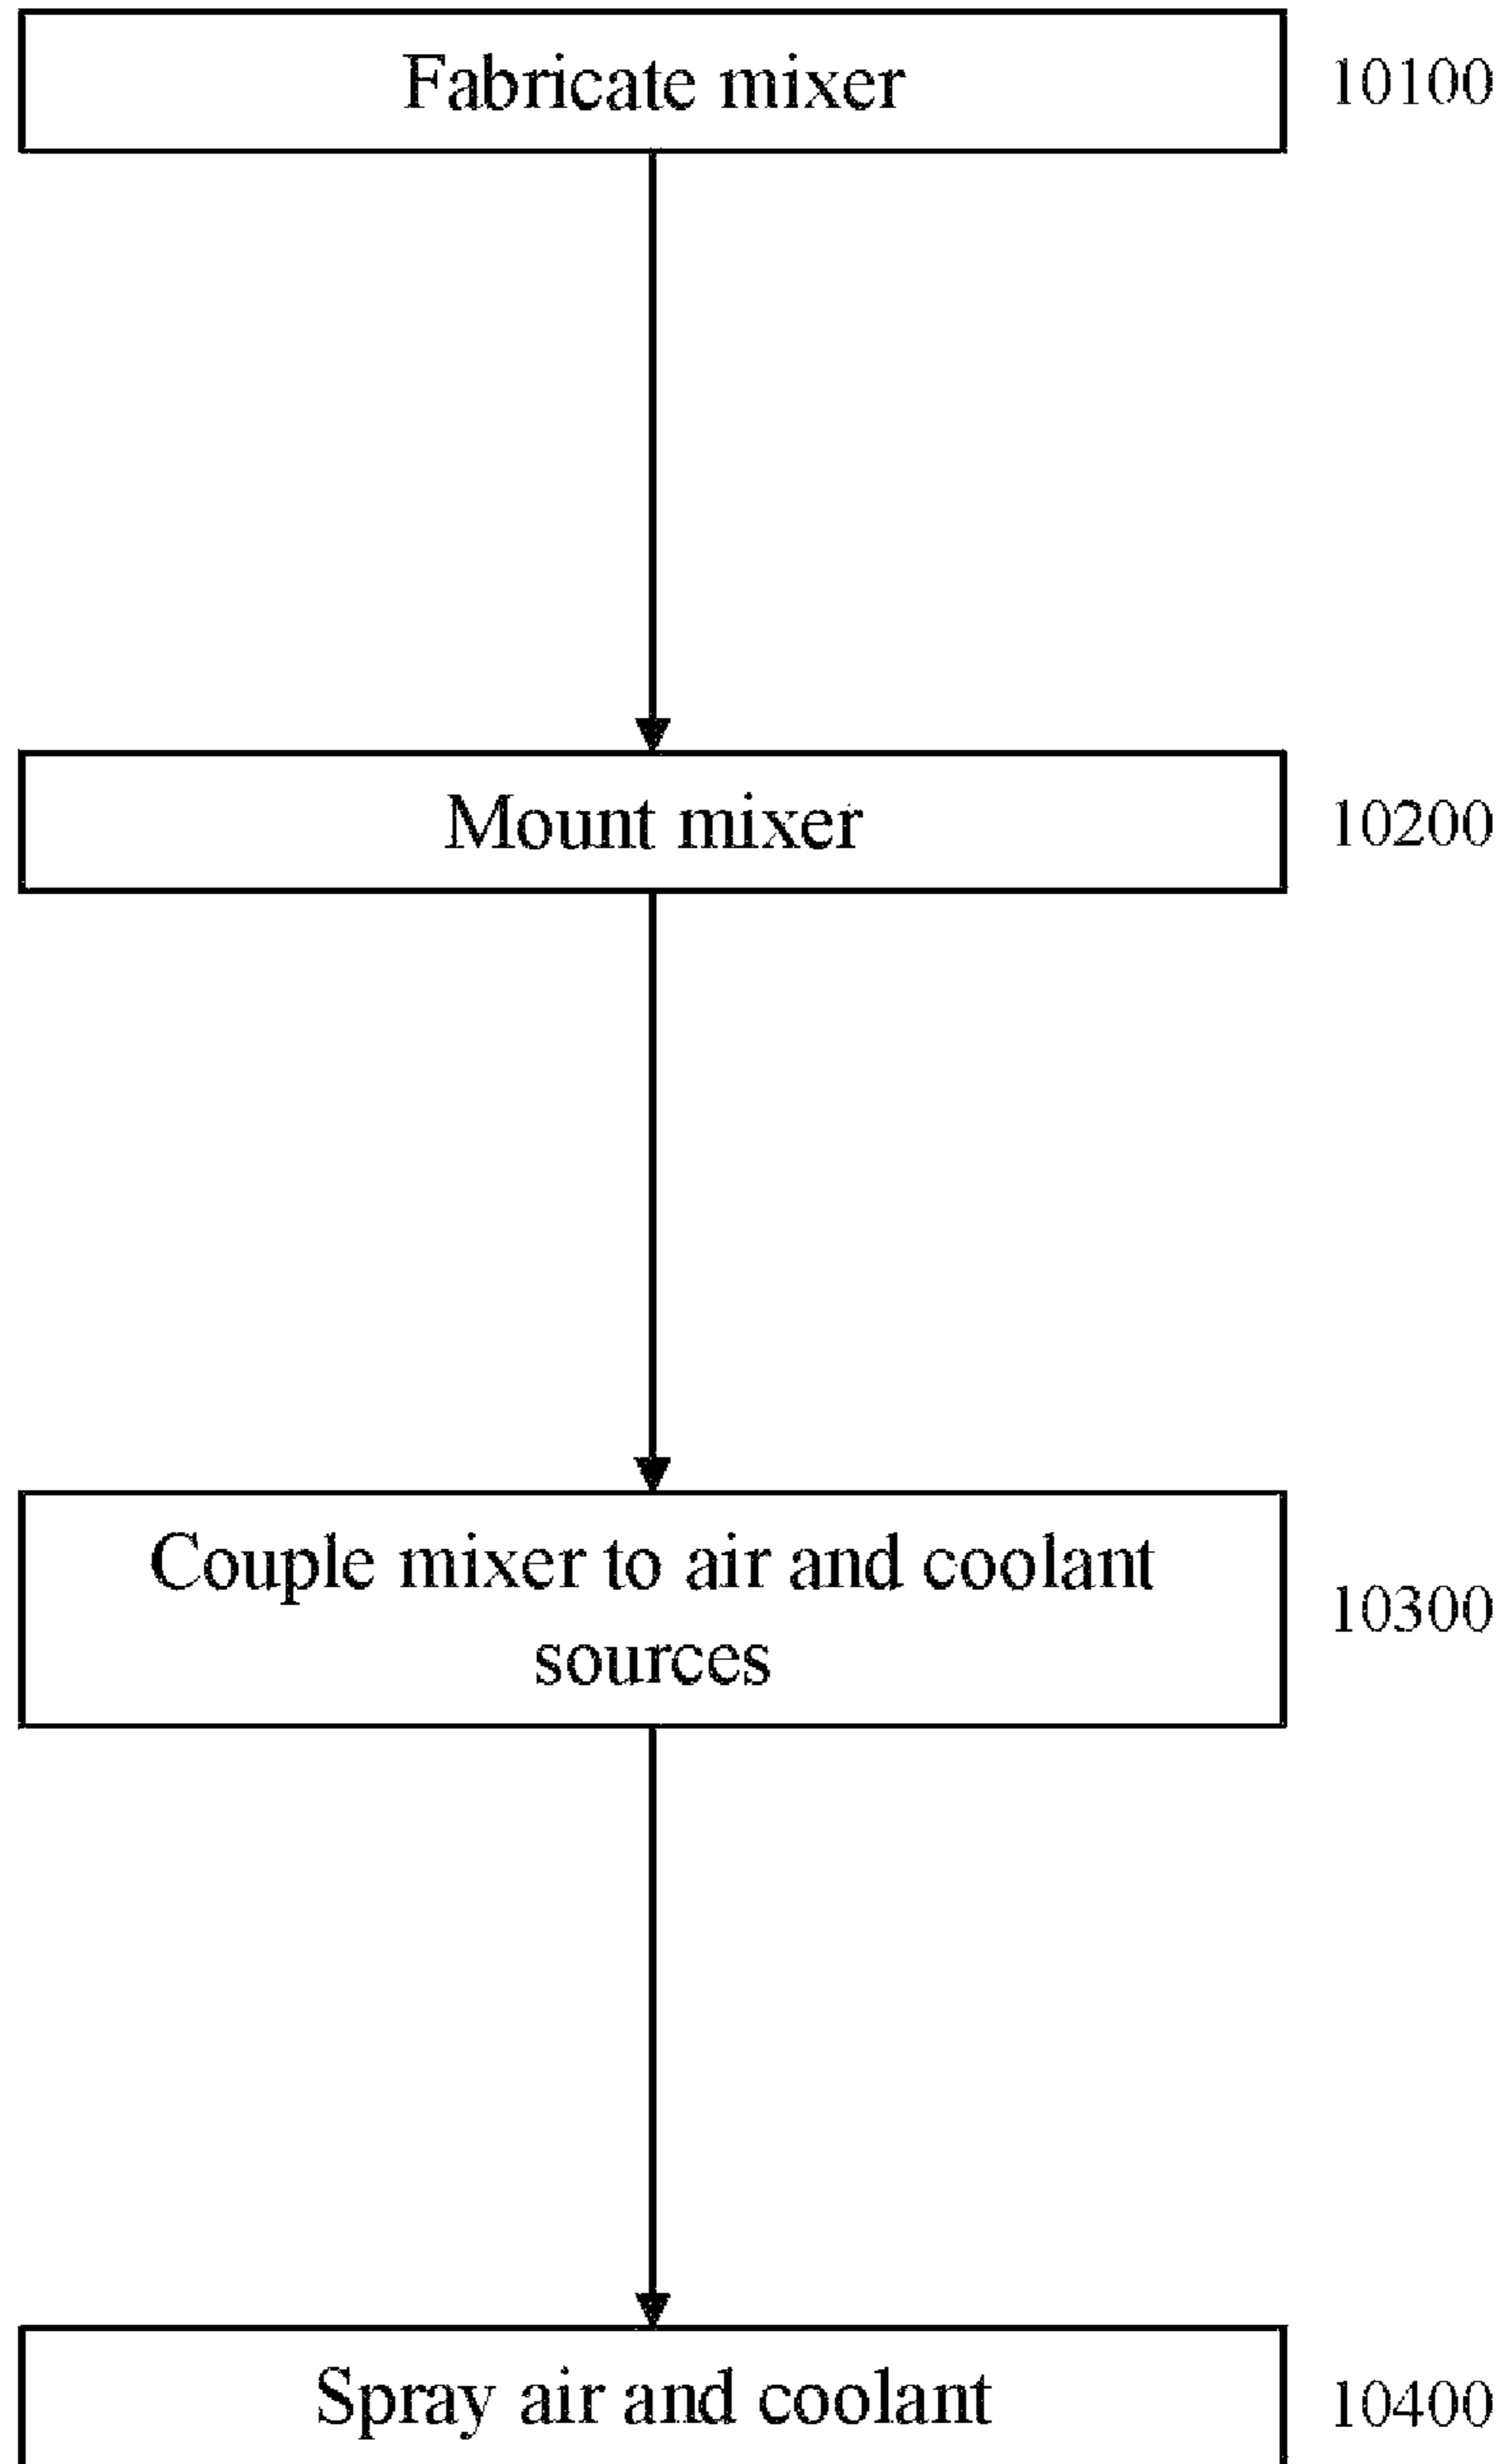 Fabricate mixer 10100
Mount mixer 10200
Couple mixer to air and coolant
sources
10300
Spray air and coolant 10400